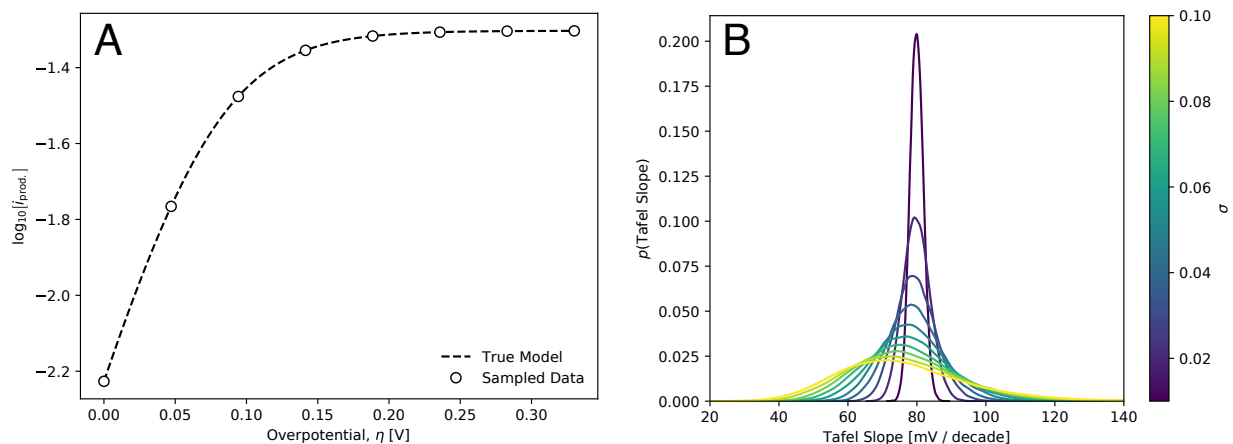 A
−1.4
−1.6
−1.8
−2.0
−2.2
log₁₀|i_prod.|
0.00 0.05 0.10 0.15 0.20 0.25 0.30
Overpotential, η [V]
True Model
Sampled Data
B
0.200
0.175
0.150
0.125
0.100
0.075
0.050
0.025
0.000
p(Tafel Slope)
20 40 60 80 100 120 140
Tafel Slope [mV / decade]
0.10
0.08
0.06
0.04
0.02
σ